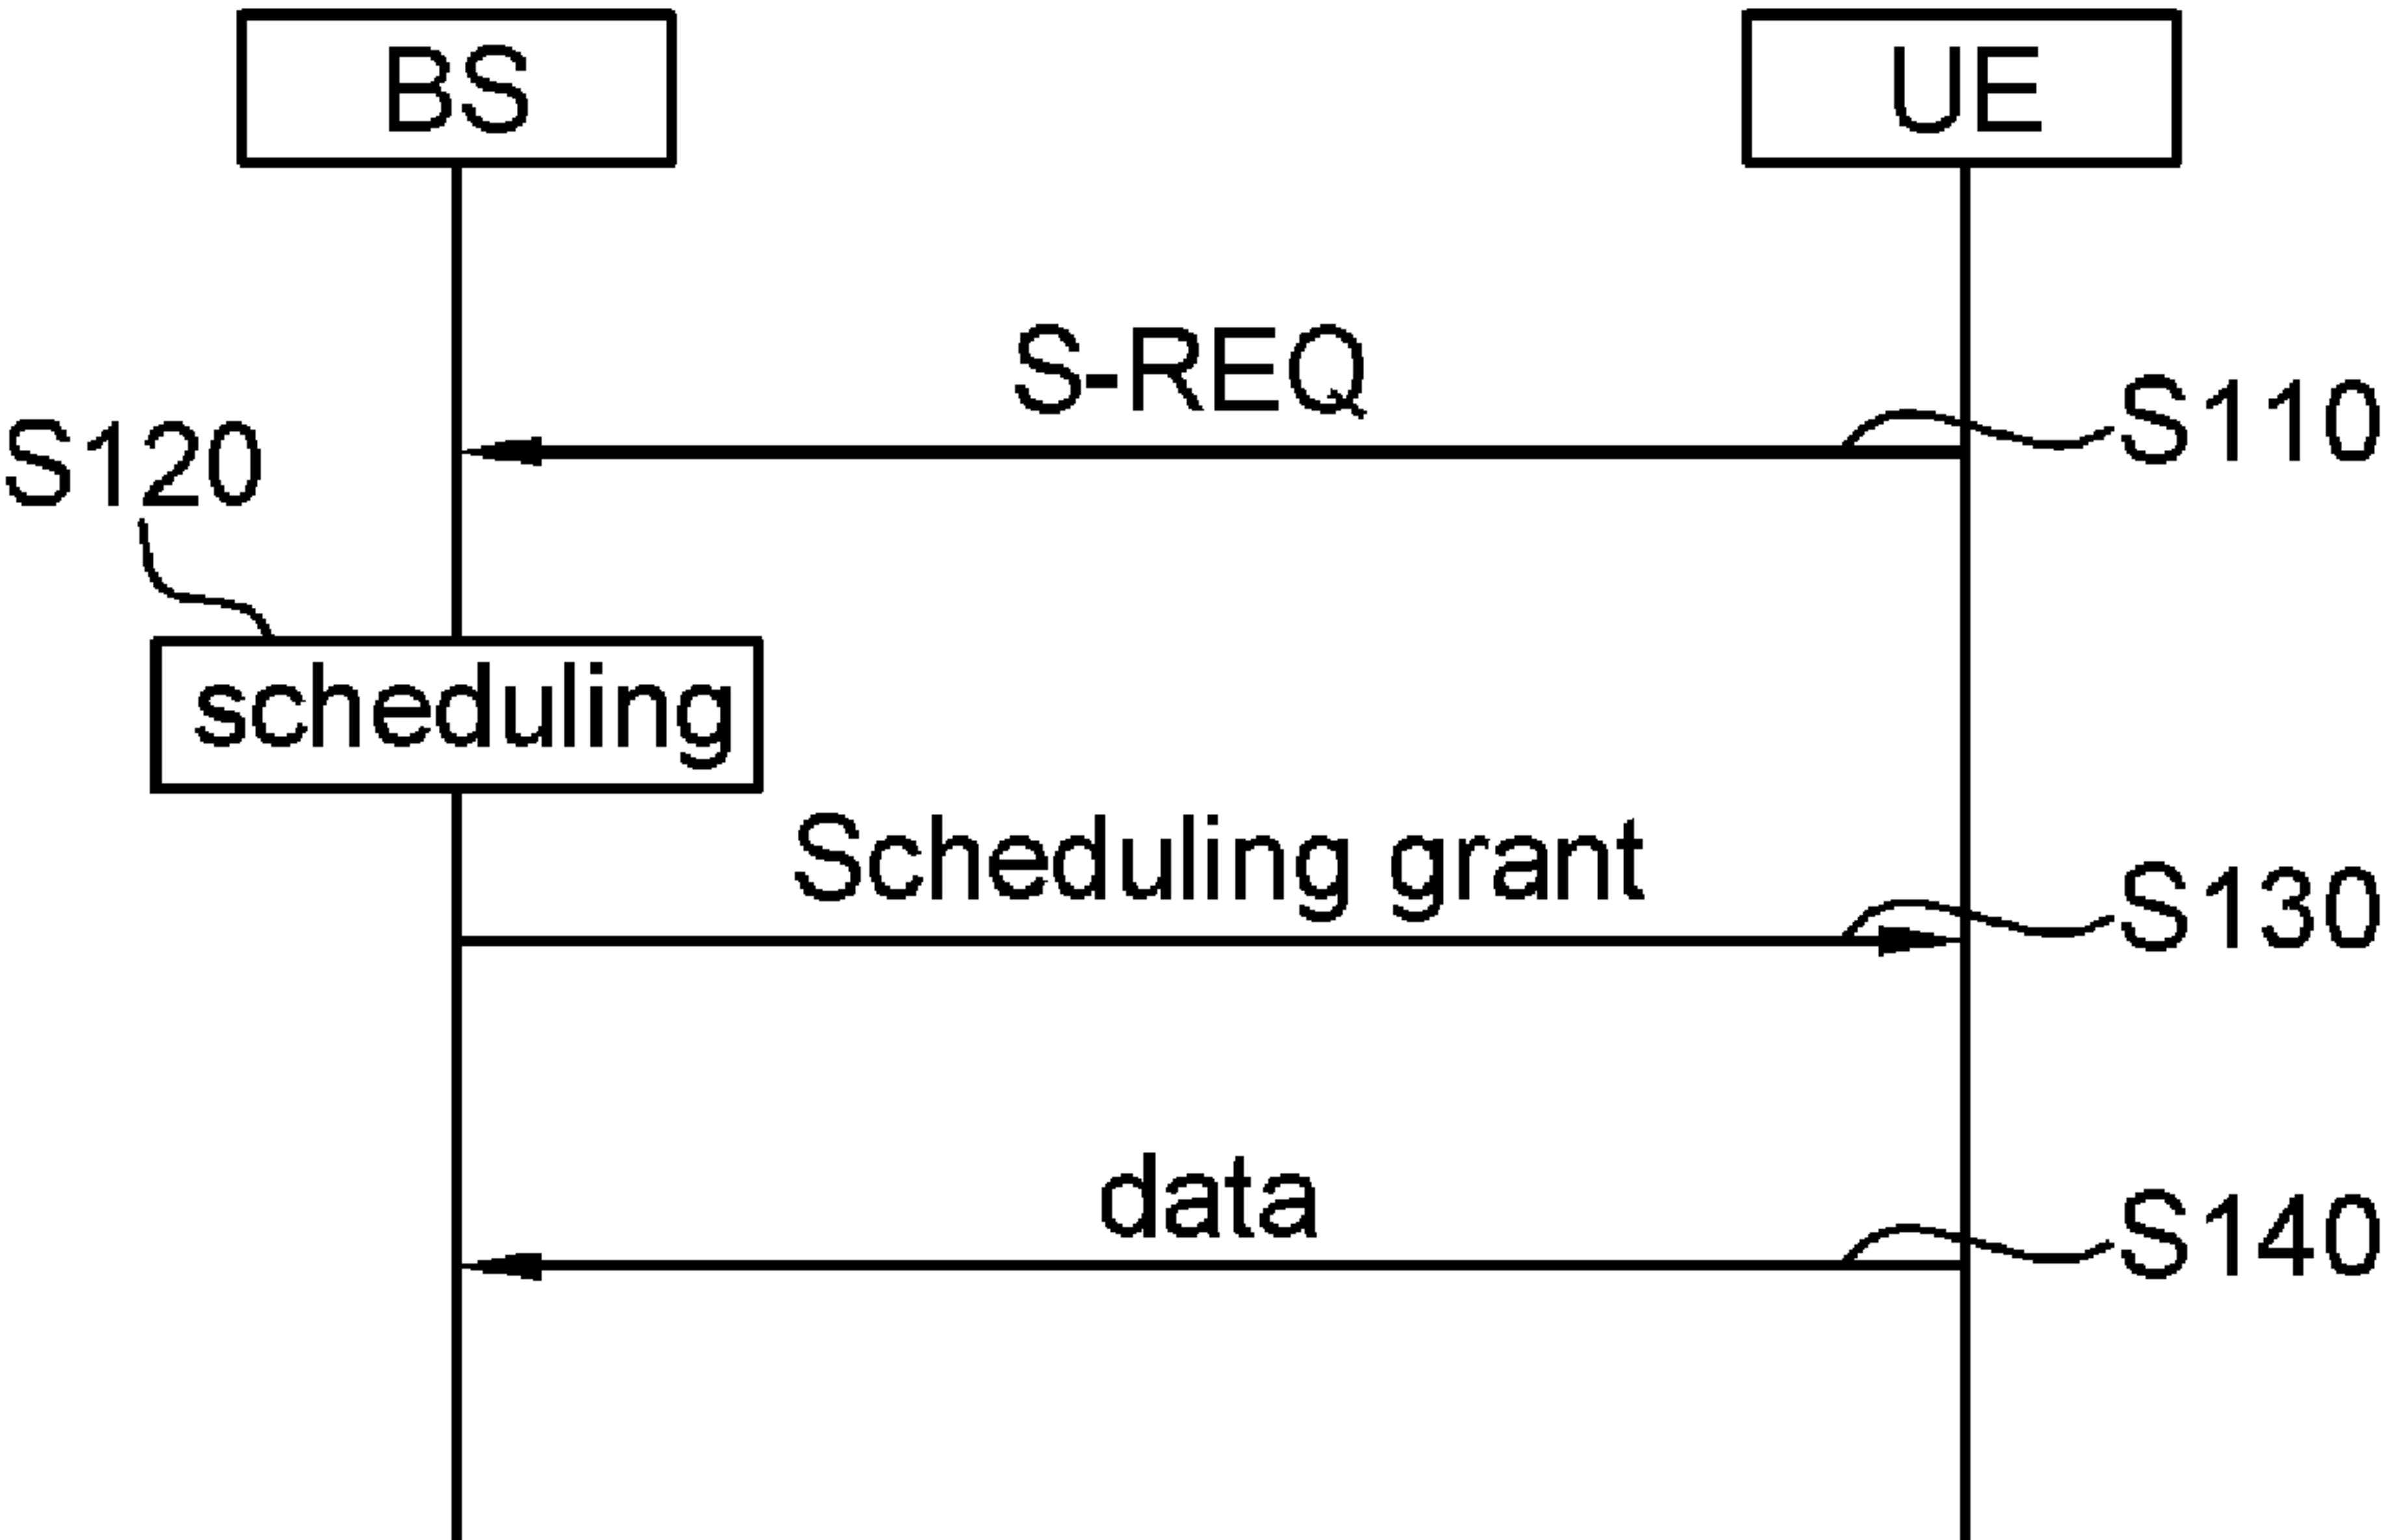 BS
UE
S-REQ
S110
S120
scheduling
Scheduling grant
S130
data
S140